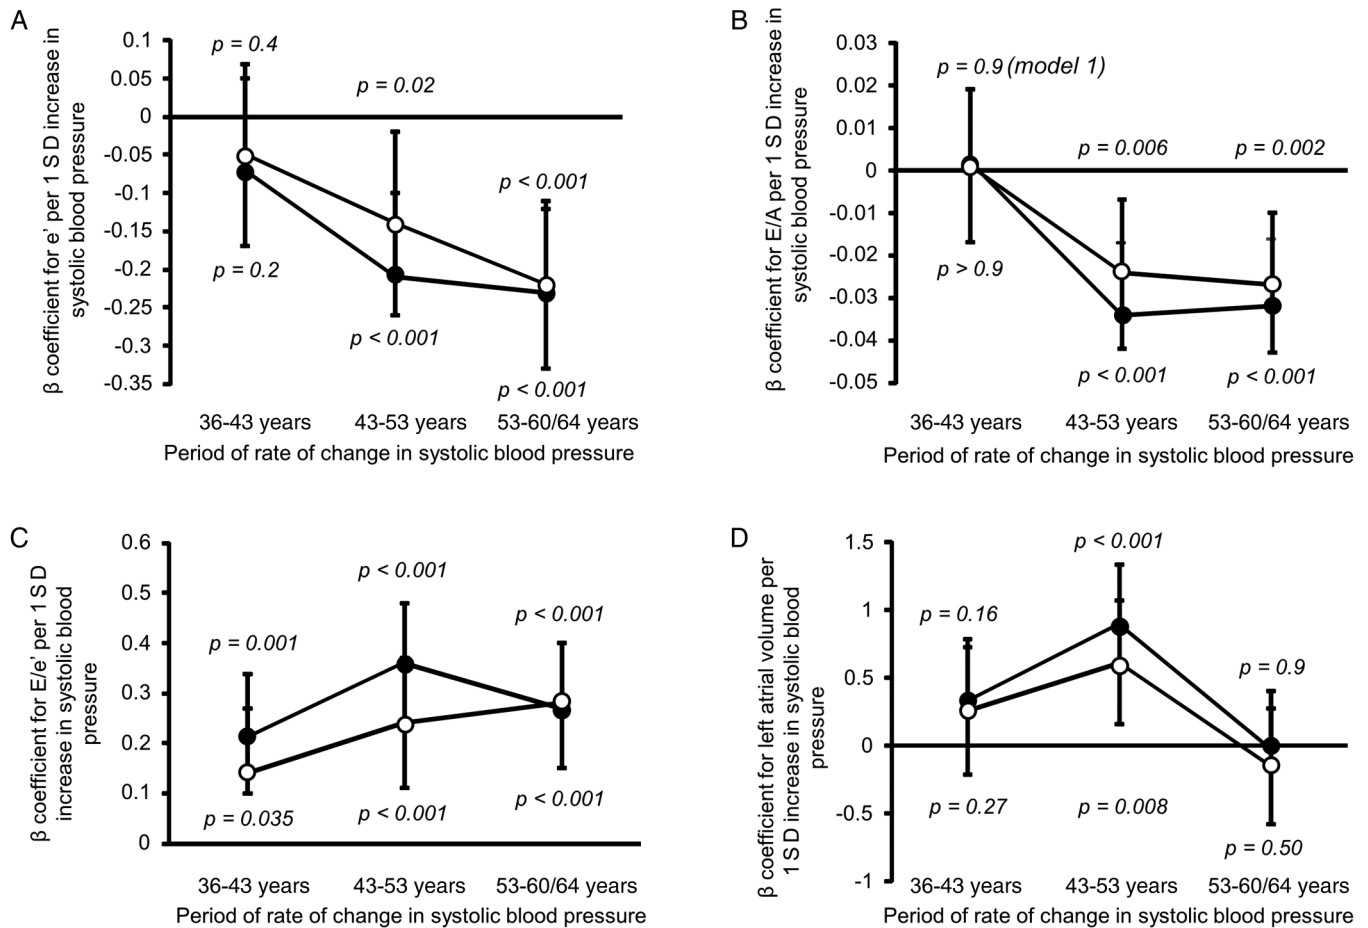 A
β coefficient for e' per 1 S D increase in
systolic blood pressure
0.1
0.05
0
-0.05
-0.1
-0.15
-0.2
-0.25
-0.3
-0.35
p = 0.4
p = 0.02
p < 0.001
p = 0.2
p < 0.001
p < 0.001
36-43 years
43-53 years
53-60/64 years
Period of rate of change in systolic blood pressure
B
β coefficient for E/A per 1 S D increase in
systolic blood pressure
0.03
0.02
0.01
0
-0.01
-0.02
-0.03
-0.04
-0.05
p = 0.9 (model 1)
p = 0.006
p = 0.002
p > 0.9
p < 0.001
p < 0.001
36-43 years
43-53 years
53-60/64 years
Period of rate of change in systolic blood pressure
C
β coefficient for E/e' per 1 S D
increase in systolic blood
pressure
0.6
0.5
0.4
0.3
0.2
0.1
0
p = 0.001
p < 0.001
p < 0.001
p = 0.035
p < 0.001
p < 0.001
36-43 years
43-53 years
53-60/64 years
Period of rate of change in systolic blood pressure
D
β coefficient for left atrial volume per
1 S D increase in systolic blood
pressure
1.5
1
0.5
0
-0.5
-1
p = 0.16
p < 0.001
p = 0.9
p = 0.27
p = 0.008
p = 0.50
36-43 years
43-53 years
53-60/64 years
Period of rate of change in systolic blood pressure